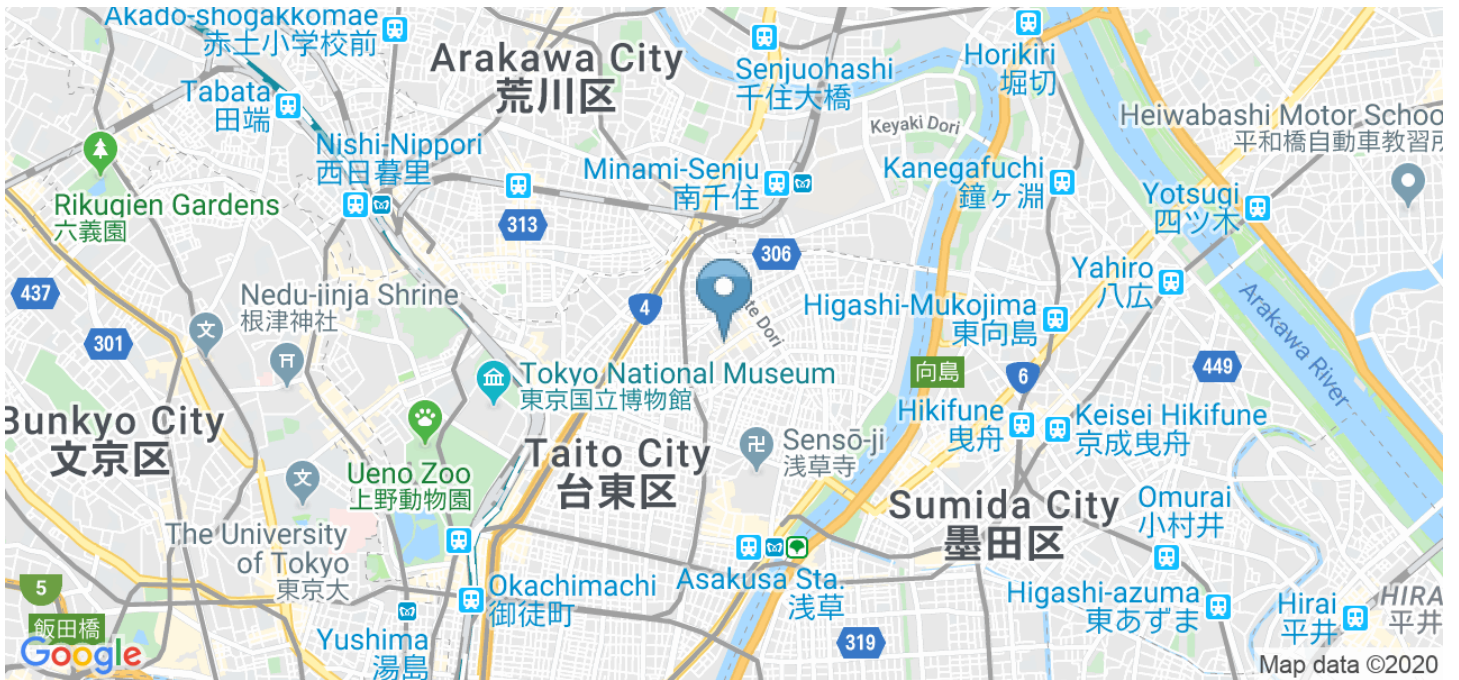 Akado-shogakkomae
赤土小学校前
Arakawa City
荒川区
Senjuohashi
千住大橋
Horikiri
堀切
Tabata
田端
Keyaki Dori
Heiwabashi Motor Schoo
平和橋自動車教習所
Nishi-Nippori
西日暮里
Minami-Senju
南千住
Kanegafuchi
鐘ヶ淵
Yotsugi
四ツ木
Rikugien Gardens
六義園
313
306
Yahiro
八広
437
Nedu-jinja Shrine
根津神社
4
te Dori
Higashi-Mukojima
東向島
Arakawa River
301
文
Tokyo National Museum
東京国立博物館
向島
6
449
Bunkyo City
文京区
Hikifune
曳舟
Keisei Hikifune
京成曳舟
Taito City
台東区
Sensō-ji
浅草寺
文
Ueno Zoo
上野動物園
Sumida City
墨田区
Omurai
小村井
The University
of Tokyo
東京大
5
Okachimachi
御徒町
Asakusa Sta.
浅草
Higashi-azuma
東あずま
Hirai
平井
HIRA
平井
飯田橋
Yushima
湯島
319
Google
Map data ©2020